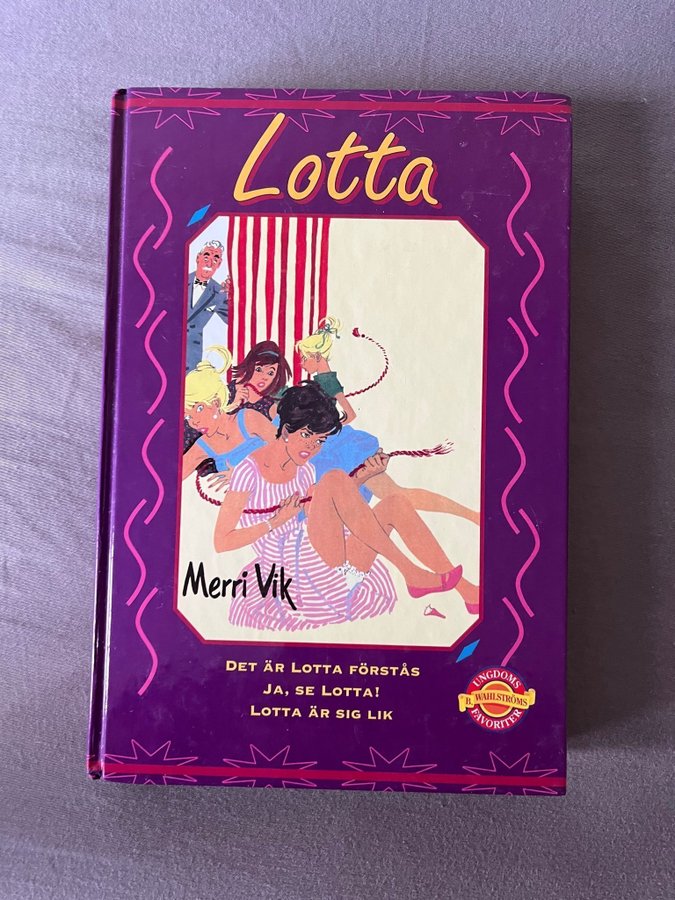 Lotta
Merri Vik
DET ÄR LOTTA FÖRSTÅS
JA, SE LOTTA!
LOTTA ÄR SIG LIK
UNGDOMS
B. WAHLSTRÖMS
FAVORITER